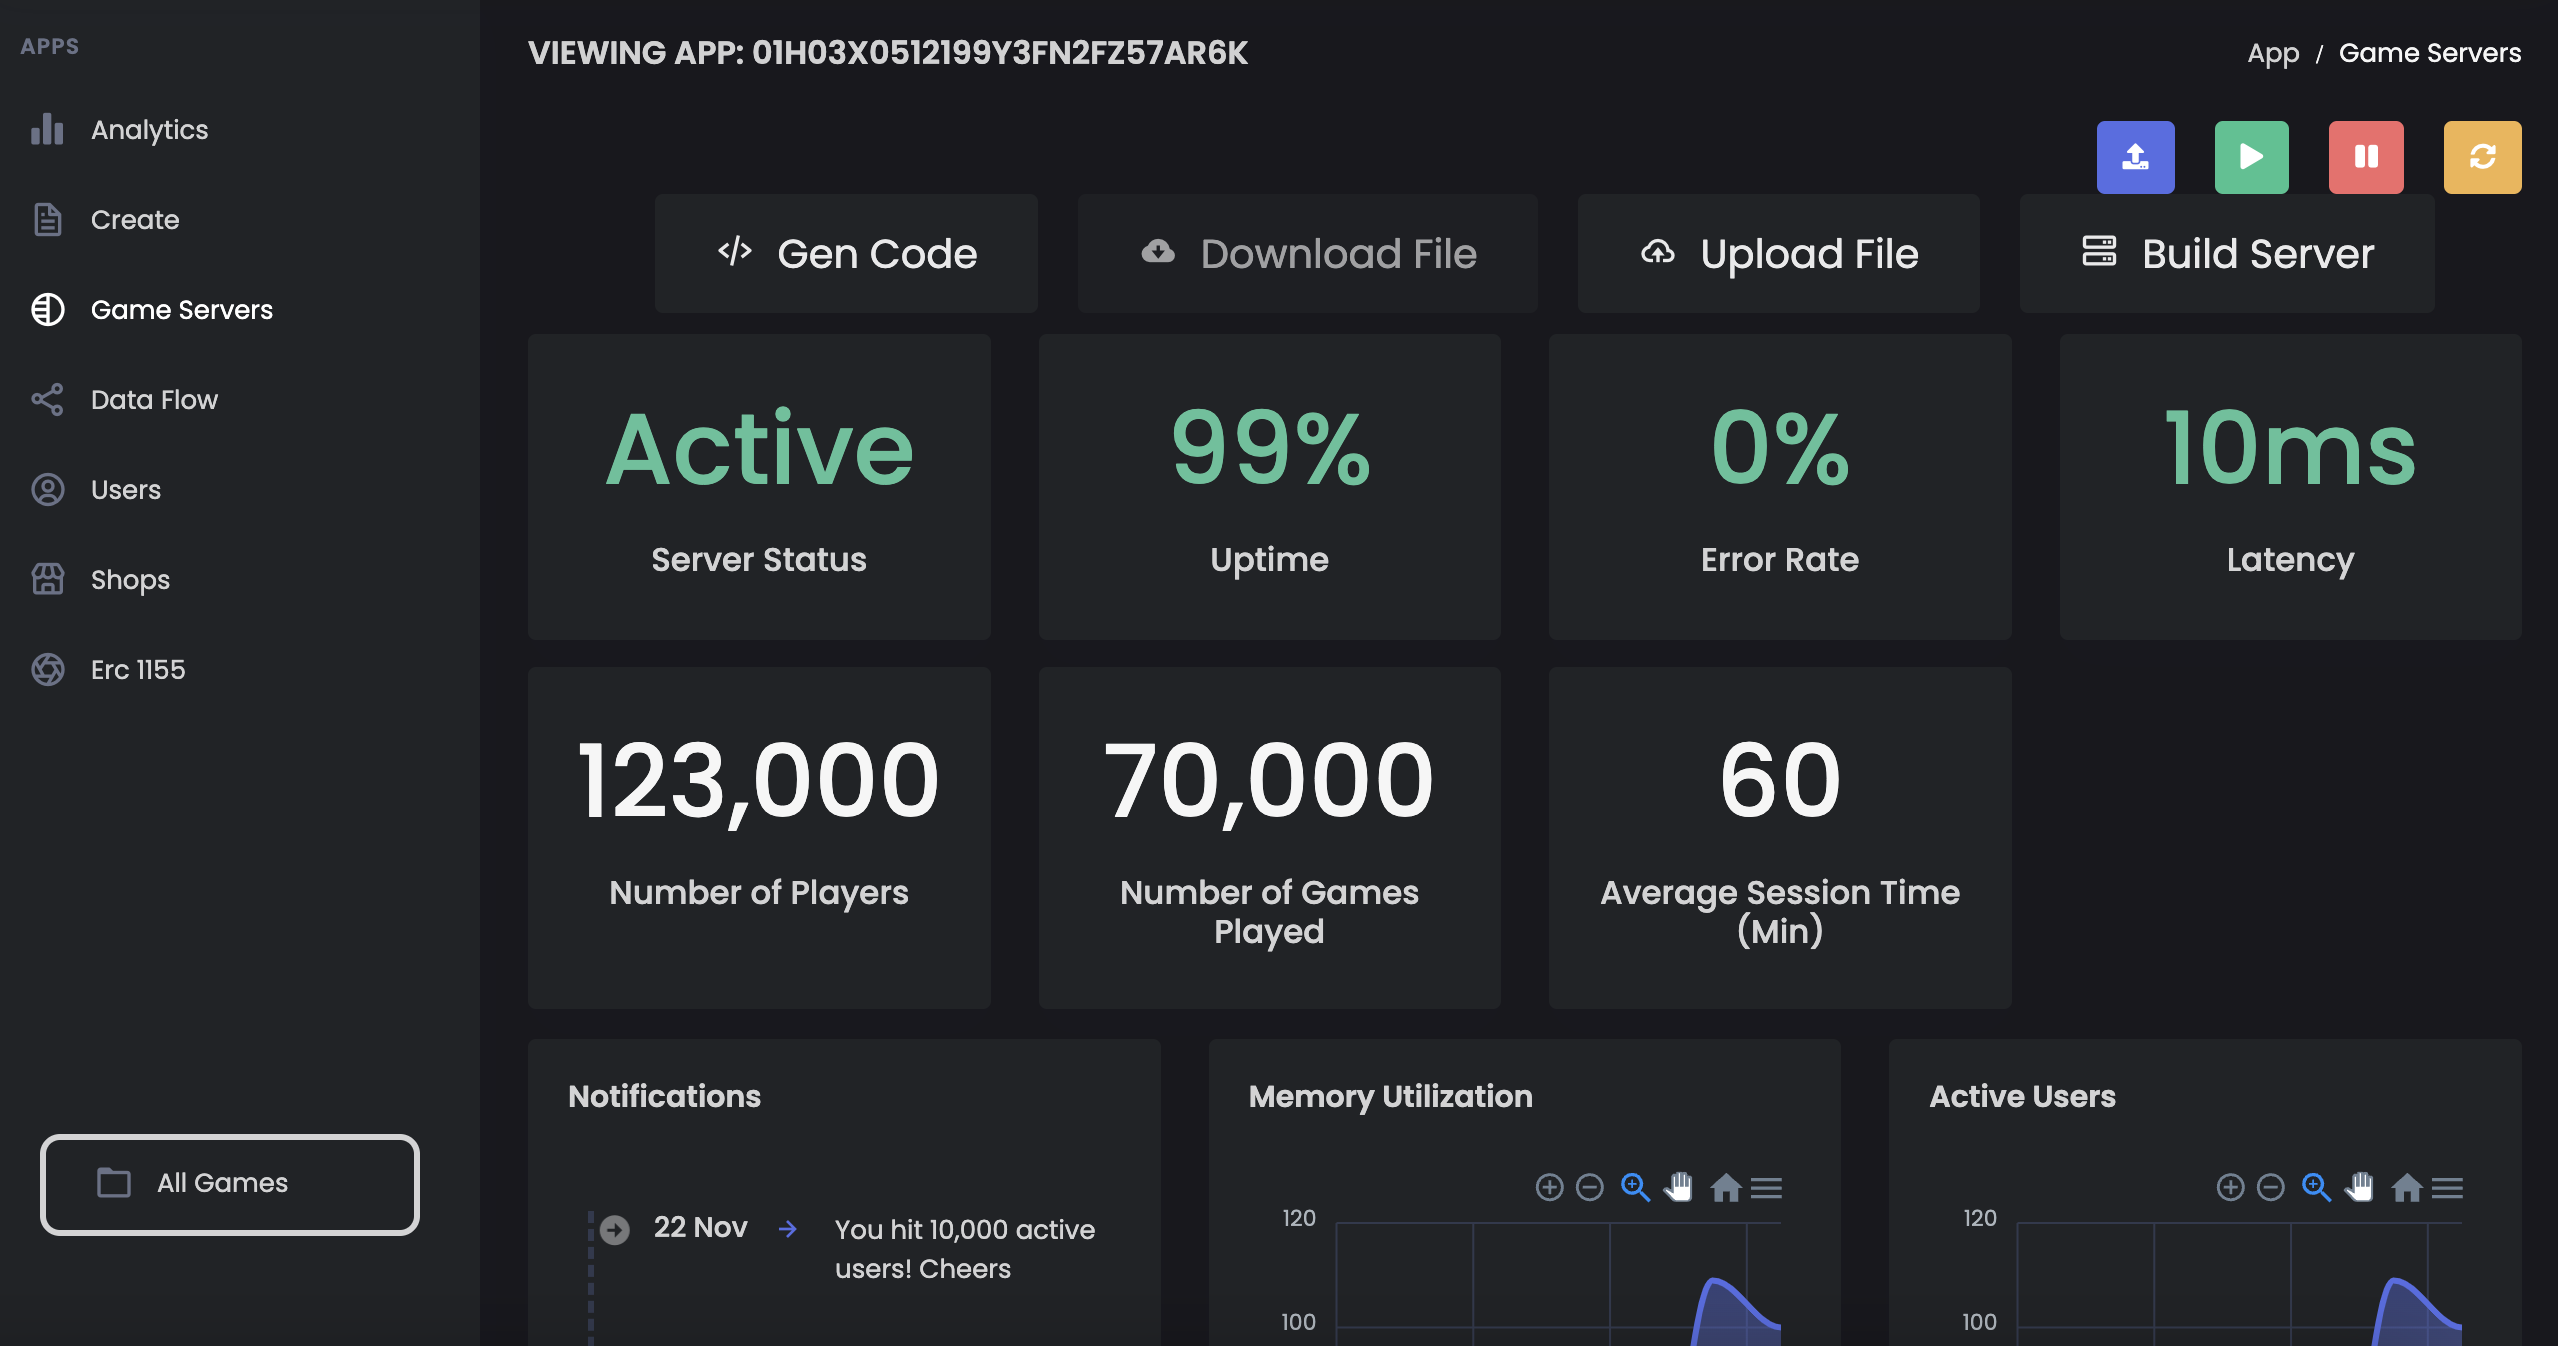 APPS
Analytics
Create
Game Servers
Data Flow
Users
Shops
Erc 1155
All Games
VIEWING APP: 01H03X0512199Y3FN2FZ57AR6K
App / Game Servers
Gen Code
Download File
Upload File
Build Server
Active
Server Status
99%
Uptime
0%
Error Rate
10ms
Latency
123,000
Number of Players
70,000
Number of Games
Played
60
Average Session Time
(Min)
Notifications
22 Nov
You hit 10,000 active
users! Cheers
Memory Utilization
120
100
Active Users
120
100